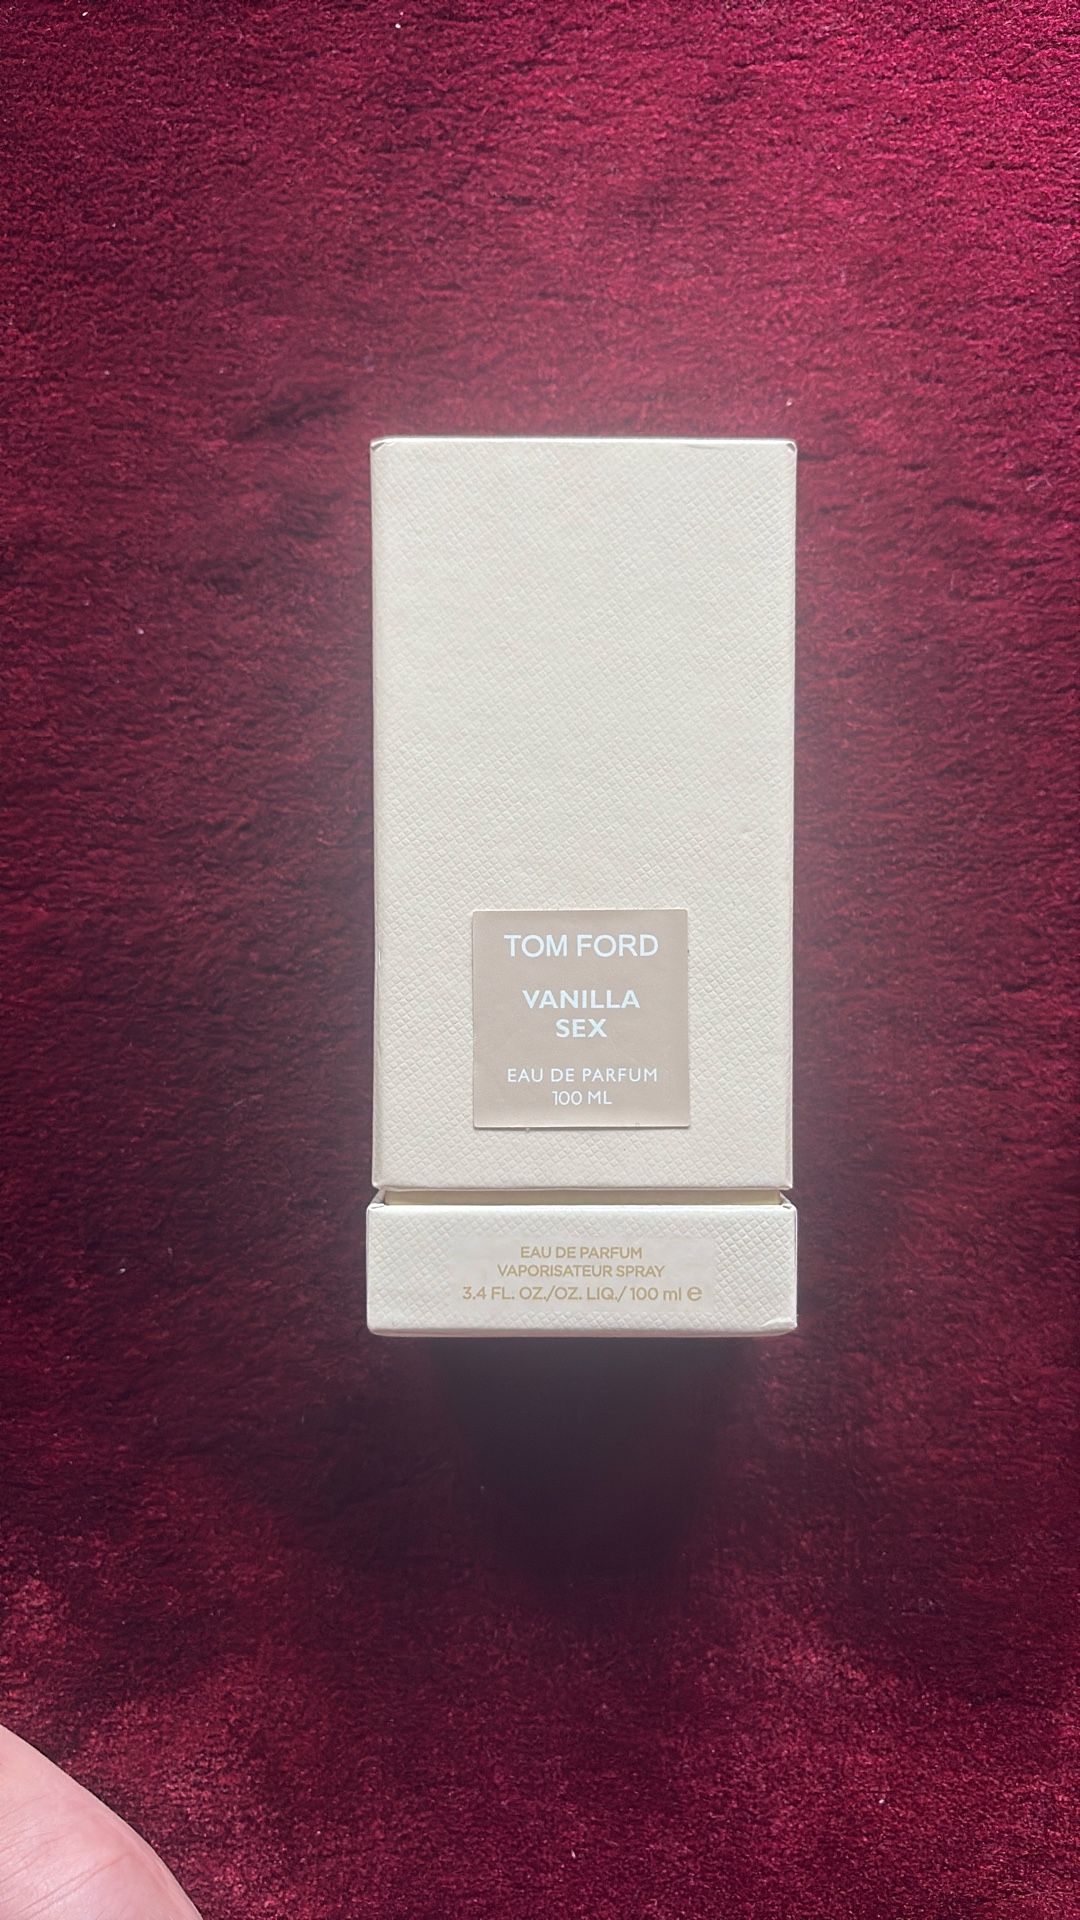 TOM FORD
VANILLA
SEX
EAU DE PARFUM
100 ML
EAU DE PARFUM
VAPORISATEUR SPRAY
3.4 FL. OZ./OZ. LIQ./ 100 ml ℮